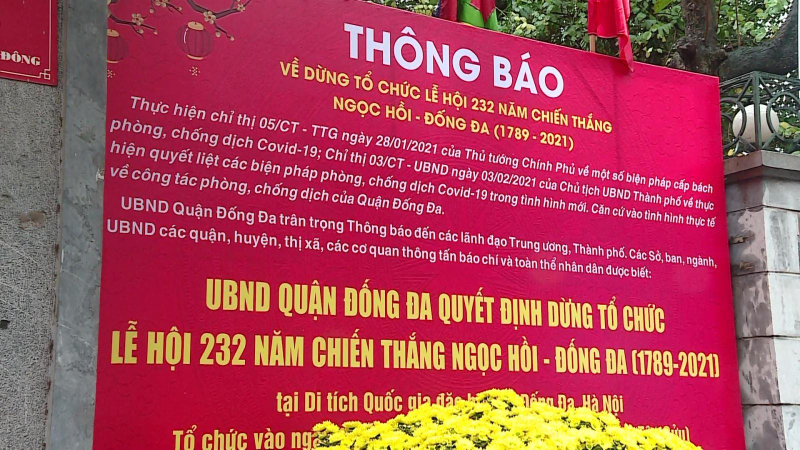 ĐÔNG
THÔNG BÁO
VỀ DỪNG TỔ CHỨC LỄ HỘI 232 NĂM CHIẾN THẮNG
NGỌC HỒI - ĐỐNG ĐA (1789 - 2021)
Thực hiện chỉ thị 05/CT - TTG ngày 28/01/2021 của Thủ tướng Chính Phủ về một số biện pháp cấp bách
phòng, chống dịch Covid-19; Chỉ thị 03/CT - UBND ngày 03/02/2021 của Chủ tịch UBND Thành phố về thực
hiện quyết liệt các biện pháp phòng, chống dịch Covid-19 trong tình hình mới. Căn cứ vào tình hình thực tế
về công tác phòng, chống dịch của Quận Đống Đa.
UBND Quận Đống Đa trân trọng Thông báo đến các lãnh đạo Trung ương, Thành phố. Các Sở, ban, ngành,
UBND các quận, huyện, thị xã, các cơ quan thông tấn báo chí và toàn thể nhân dân được biết:
UBND QUẬN ĐỐNG ĐA QUYẾT ĐỊNH DỪNG TỔ CHỨC
LỄ HỘI 232 NĂM CHIẾN THẮNG NGỌC HỒI - ĐỐNG ĐA (1789-2021)
tại Di tích Quốc gia đặc Đống Đa, Hà Nội
Tổ chức vào